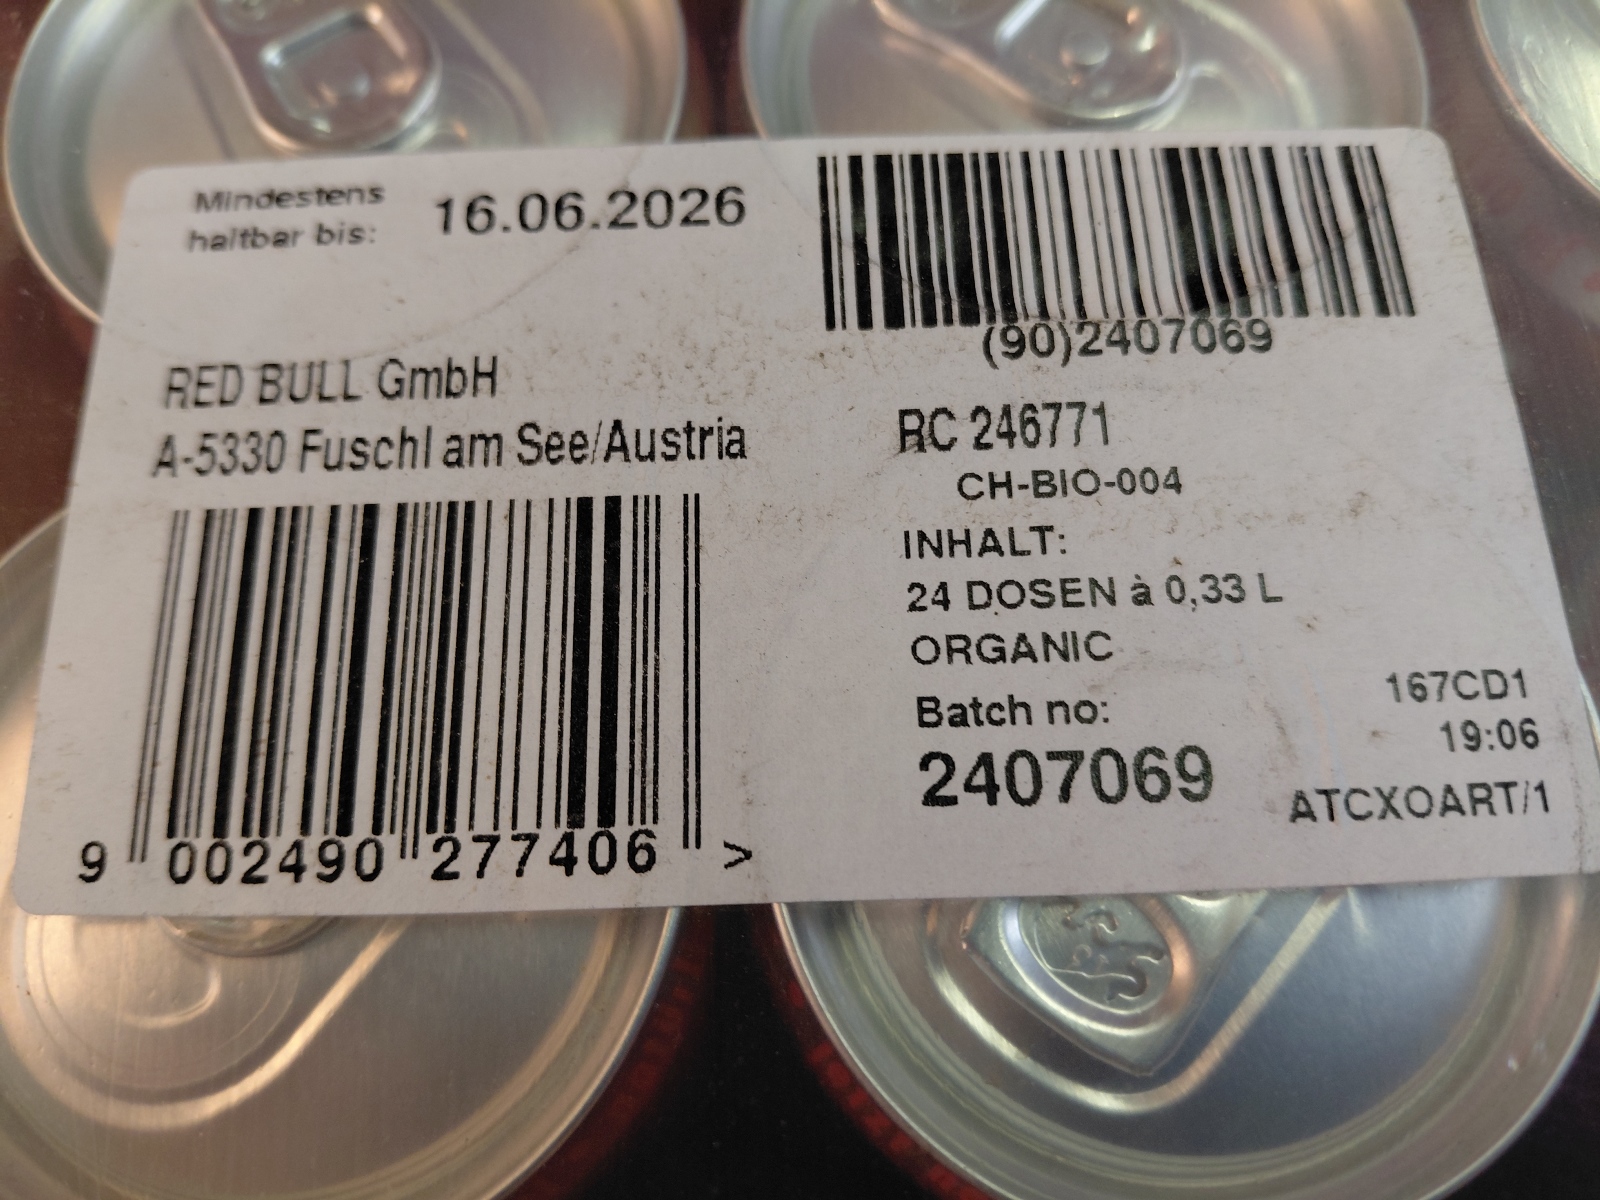 Mindestens
haltbar bis:
16.06.2026
(90)2407069
RED BULL GmbH
A-5330 Fuschl am See/Austria
RC 246771
CH-BIO-004
INHALT:
24 DOSEN à 0,33 L
ORGANIC
Batch no:
2407069
167CD1
19:06
ATCXOART/1
9 002490 277406 >